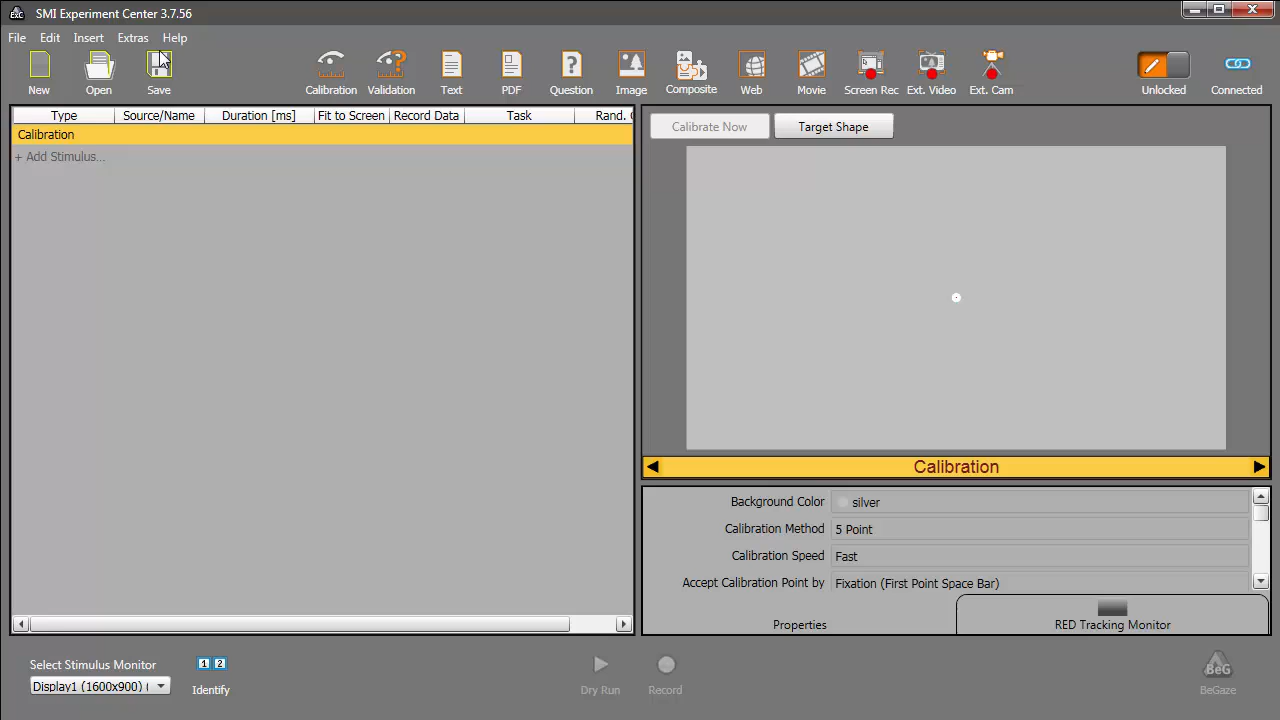 SMI Experiment Center 3.7.56
File Edit Insert Extras Help
New Open Save Calibration Validation Text PDF Question Image Composite Web Movie Screen Rec Ext. Video Ext. Cam Unlocked Connected
Type Source/Name Duration [ms] Fit to Screen Record Data Task Rand.
Calibration
+ Add Stimulus...
Calibrate Now Target Shape
Calibration
Background Color silver
Calibration Method 5 Point
Calibration Speed Fast
Accept Calibration Point by Fixation (First Point Space Bar)
Properties RED Tracking Monitor
Select Stimulus Monitor
Display1 (1600x900) (
1 2
Identify
Dry Run Record
BeG
BeGaze